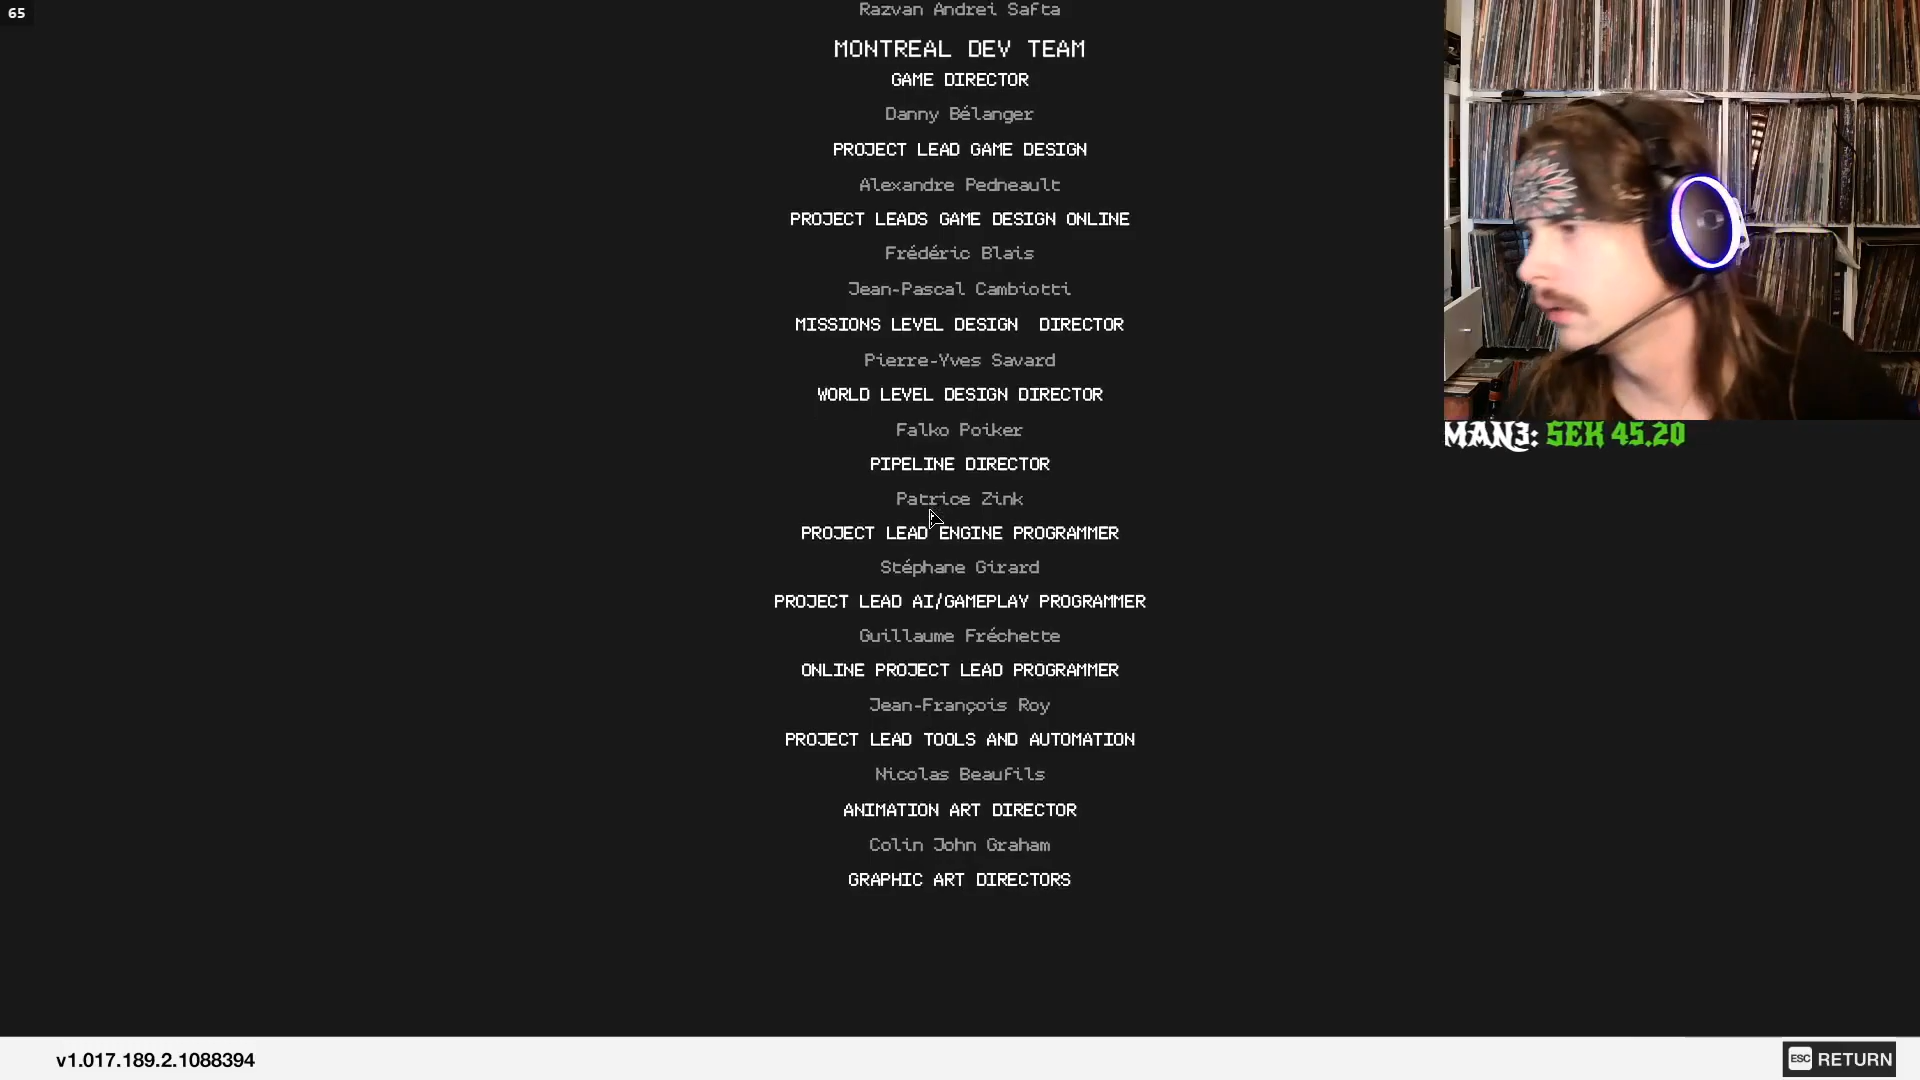 65
Razvan Andrei Safta
MONTREAL DEV TEAM
GAME DIRECTOR
Danny Bélanger
PROJECT LEAD GAME DESIGN
Alexandre Pedneault
PROJECT LEADS GAME DESIGN ONLINE
Frédéric Blais
Jean-Pascal Cambiotti
MISSIONS LEVEL DESIGN DIRECTOR
Pierre-Yves Savard
WORLD LEVEL DESIGN DIRECTOR
Falko Poiker
PIPELINE DIRECTOR
Patrice Zink
PROJECT LEAD ENGINE PROGRAMMER
Stéphane Girard
PROJECT LEAD AI/GAMEPLAY PROGRAMMER
Guillaume Fréchette
ONLINE PROJECT LEAD PROGRAMMER
Jean-François Roy
PROJECT LEAD TOOLS AND AUTOMATION
Nicolas Beaufils
ANIMATION ART DIRECTOR
Colin John Graham
GRAPHIC ART DIRECTORS
MAN3: SEK 45.20
v1.017.189.2.1088394
ESC RETURN